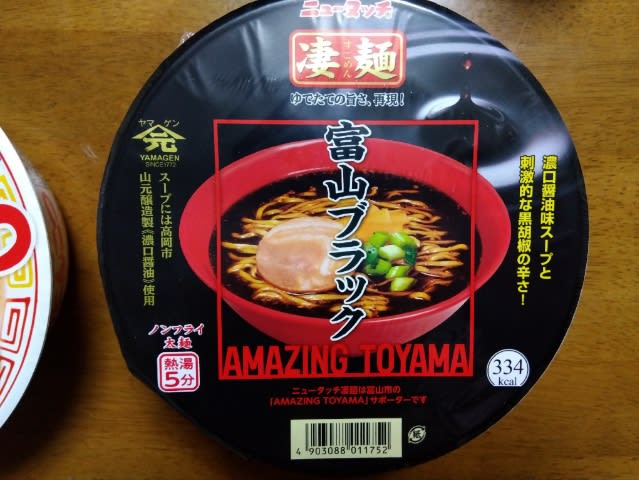 ニュータッチ
凄麺
すごめん
ゆでたての旨さ、再現！
ヤマゲン
元
YAMAGEN
SINCE1772
スープには高岡市
山元醸造製《濃口醤油》使用
富山ブラック
濃口醤油味スープと
刺激的な黒胡椒の辛さ！
AMAZING TOYAMA
ノンフライ
太麺
熱湯
5分
334
kcal
ニュータッチ凄麺は富山市の
「AMAZING TOYAMA」サポーターです
4 903088 011752
紙